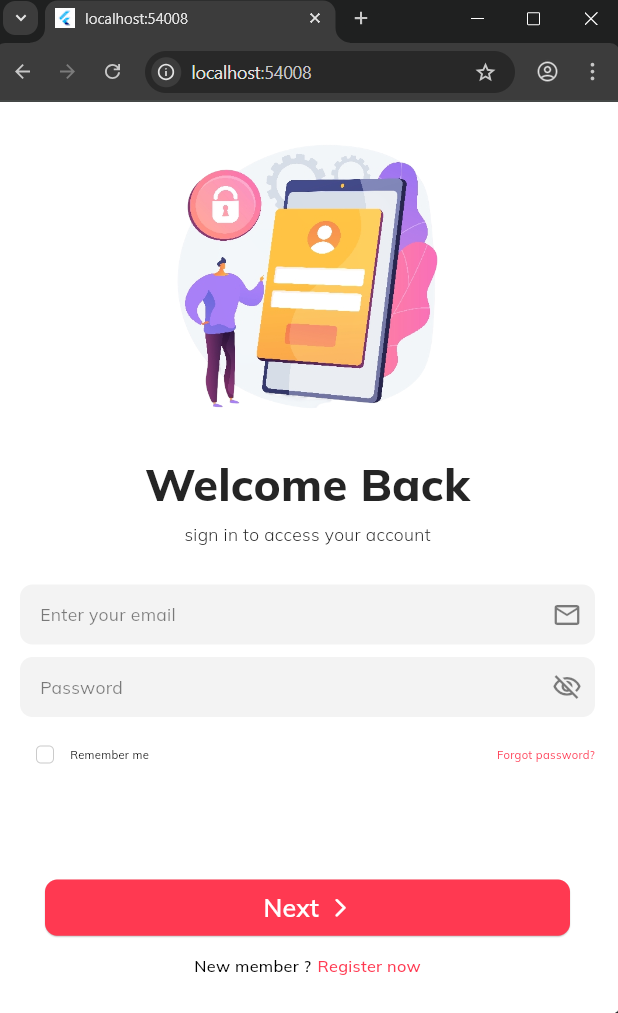 localhost:54008
localhost:54008
Welcome Back
sign in to access your account
Enter your email
Password
Remember me
Forgot password?
Next
New member ? Register now